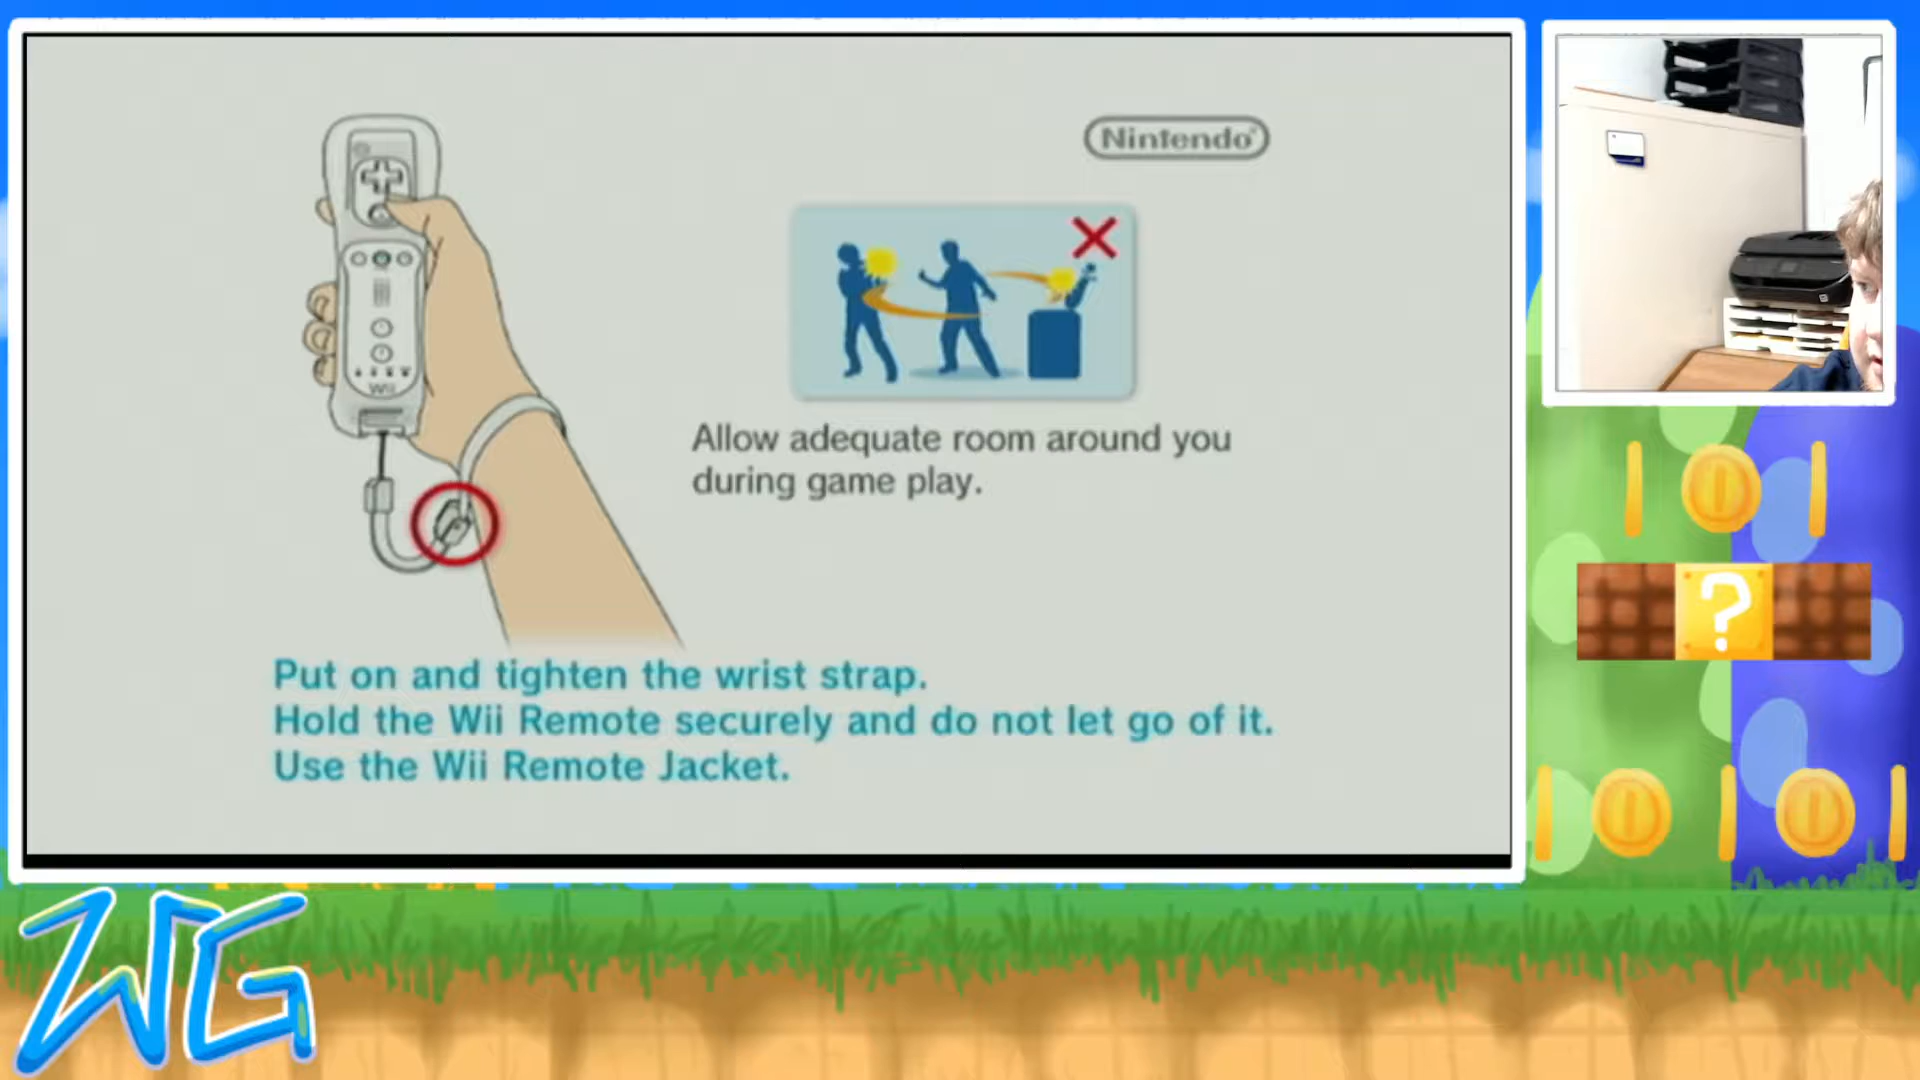 Nintendo
Allow adequate room around you
during game play.
Wii
Put on and tighten the wrist strap.
Hold the Wii Remote securely and do not let go of it.
Use the Wii Remote Jacket.
?
WG